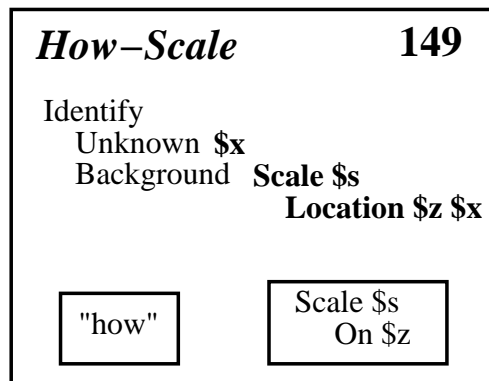 How–Scale 149
Identify
Unknown $x
Background Scale $s
Location $z $x
"how"
Scale $s
On $z